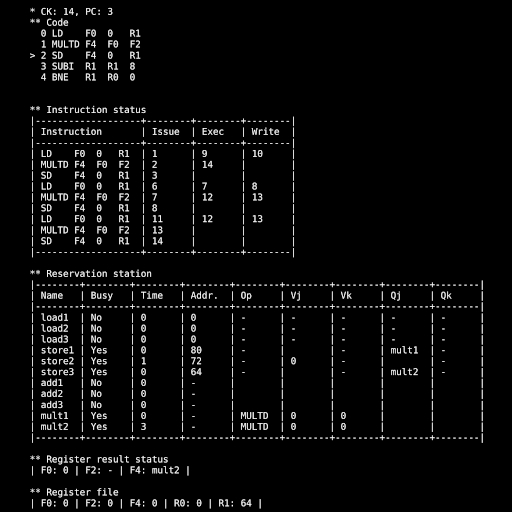 * CK: 14, PC: 3
** Code
  0 LD    F0  0   R1
  1 MULTD F4  F0  F2
> 2 SD    F4  0   R1
  3 SUBI  R1  R1  8
  4 BNE   R1  R0  0
** Instruction status
|-------------------+--------+--------+--------|
| Instruction       | Issue  | Exec   | Write  |
|-------------------+--------+--------+--------|
| LD    F0  0   R1  | 1      | 9      | 10     |
| MULTD F4  F0  F2  | 2      | 14     |        |
| SD    F4  0   R1  | 3      |        |        |
| LD    F0  0   R1  | 6      | 7      | 8      |
| MULTD F4  F0  F2  | 7      | 12     | 13     |
| SD    F4  0   R1  | 8      |        |        |
| LD    F0  0   R1  | 11     | 12     | 13     |
| MULTD F4  F0  F2  | 13     |        |        |
| SD    F4  0   R1  | 14     |        |        |
|-------------------+--------+--------+--------|
** Reservation station
|--------+--------+--------+--------+--------+--------+--------+--------+--------|
| Name   | Busy   | Time   | Addr.  | Op     | Vj     | Vk     | Qj     | Qk     |
|--------+--------+--------+--------+--------+--------+--------+--------+--------|
| load1  | No     | 0      | 0      | -      | -      | -      | -      | -      |
| load2  | No     | 0      | 0      | -      | -      | -      | -      | -      |
| load3  | No     | 0      | 0      | -      | -      | -      | -      | -      |
| store1 | Yes    | 0      | 80     | -      |        | -      | mult1  | -      |
| store2 | Yes    | 1      | 72     | -      | 0      | -      |        | -      |
| store3 | Yes    | 0      | 64     | -      |        | -      | mult2  | -      |
| add1   | No     | 0      | -      |        |        |        |        |        |
| add2   | No     | 0      | -      |        |        |        |        |        |
| add3   | No     | 0      | -      |        |        |        |        |        |
| mult1  | Yes    | 0      | -      | MULTD  | 0      | 0      |        |        |
| mult2  | Yes    | 3      | -      | MULTD  | 0      | 0      |        |        |
|--------+--------+--------+--------+--------+--------+--------+--------+--------|
** Register result status
| F0: 0 | F2: - | F4: mult2 |
** Register file
| F0: 0 | F2: 0 | F4: 0 | R0: 0 | R1: 64 |